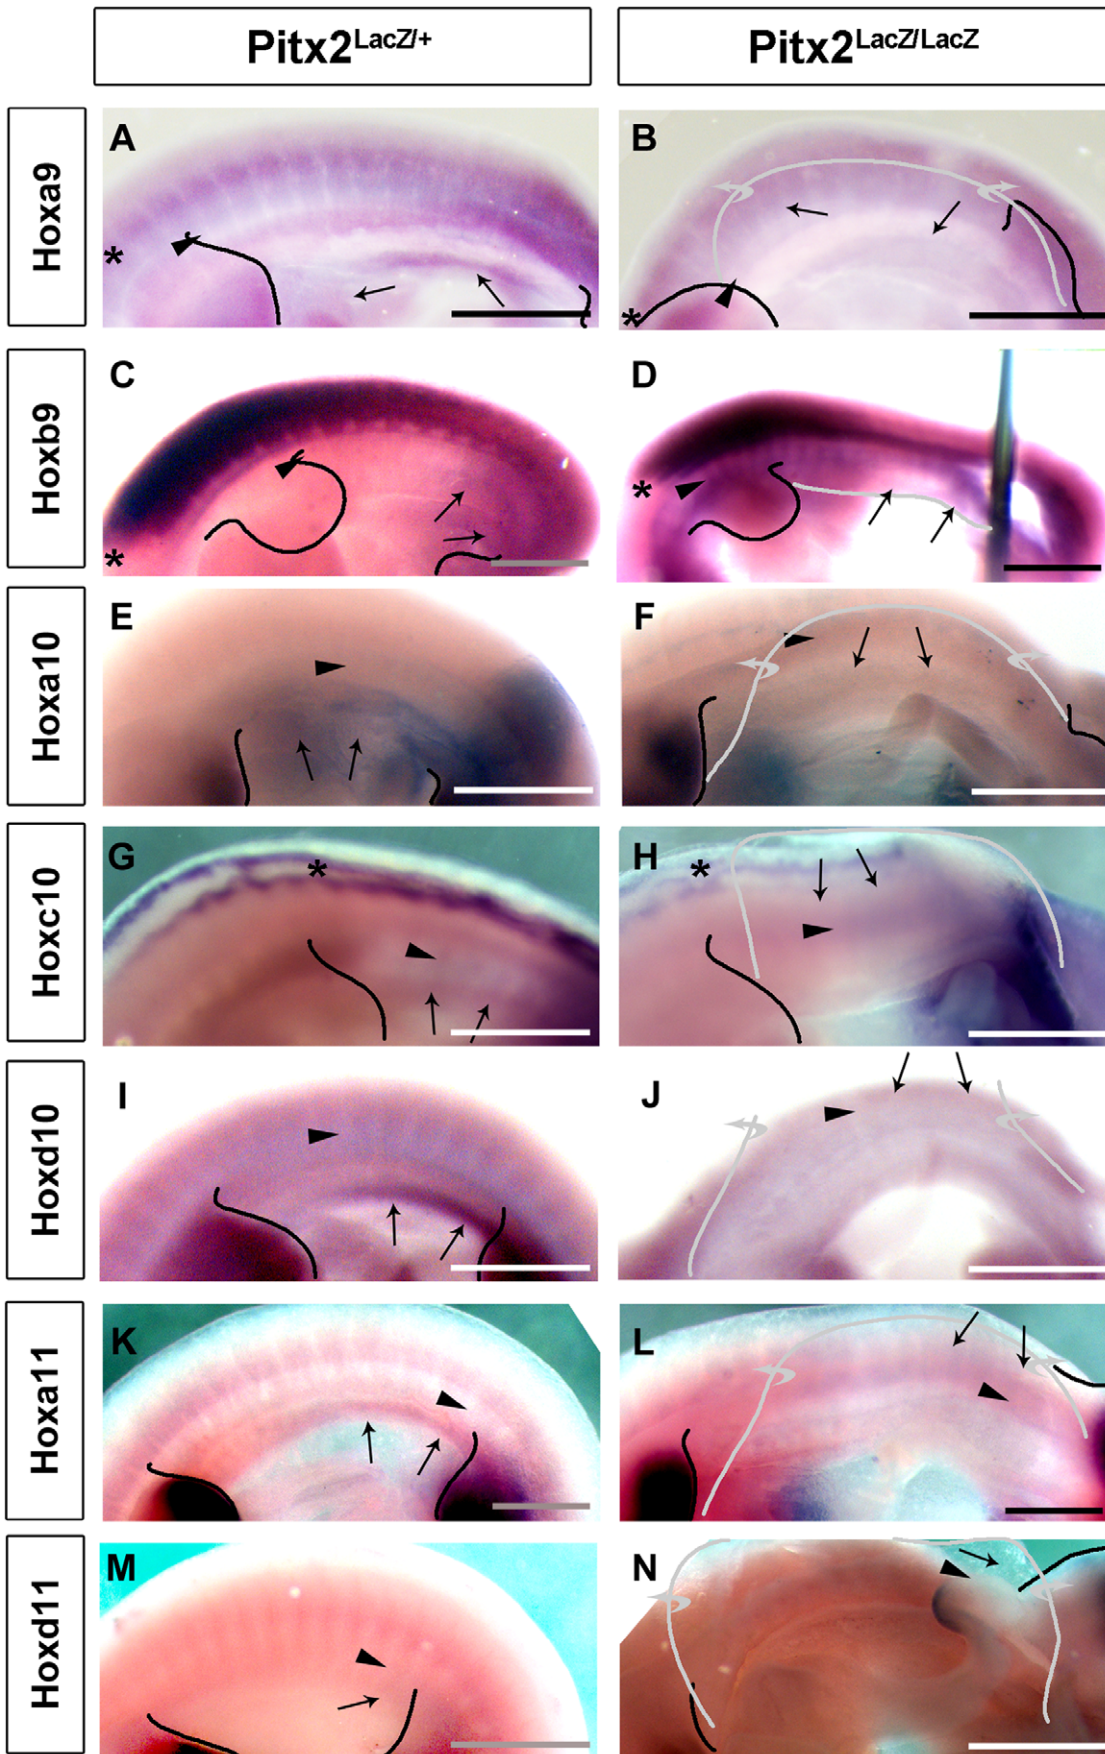 Pitx2LacZ/+ Pitx2LacZ/LacZ
Hoxa9
A B
* *
Hoxb9
C D
* *
Hoxa10
E F
Hoxc10
G H
* *
Hoxd10
I J
Hoxa11
K L
Hoxd11
M N